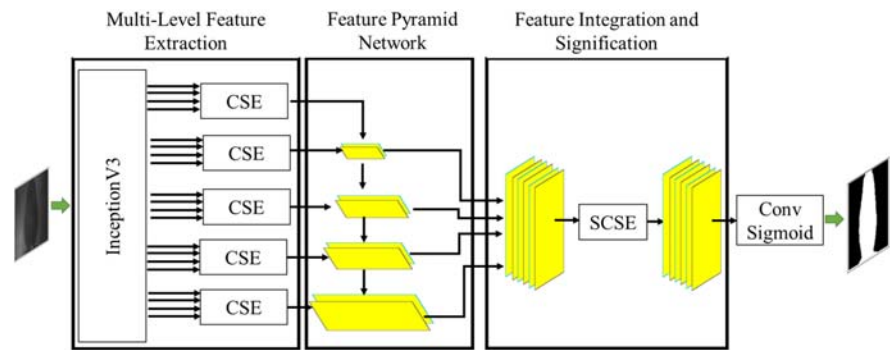 Multi-Level Feature
Extraction
Feature Pyramid
Network
Feature Integration and
Signification
InceptionV3
CSE
CSE
CSE
CSE
CSE
SCSE
Conv
Sigmoid